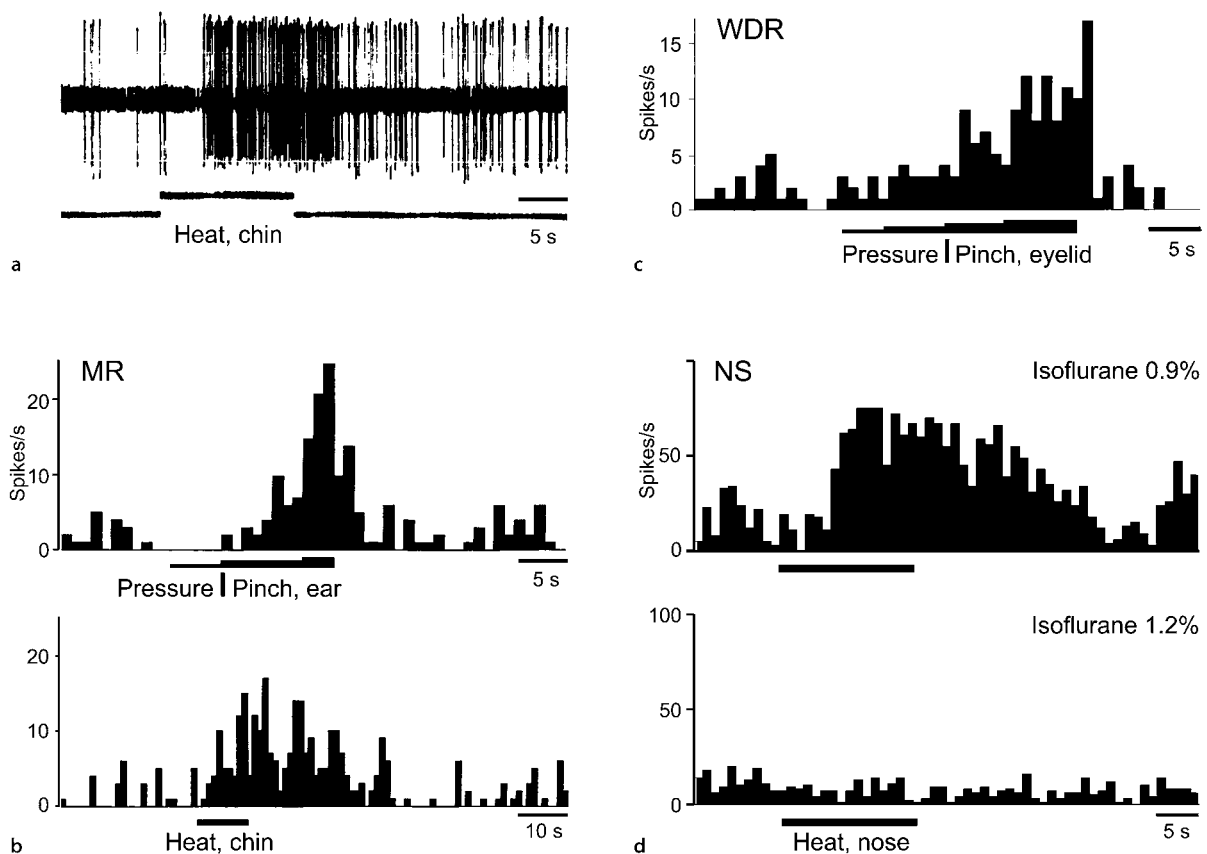 Heat, chin
5 s
a
WDR
15
10
5
0
Spikes/s
Pressure Pinch, eyelid
5 s
c
MR
20
10
0
Spikes/s
Pressure Pinch, ear
5 s
20
10
0
Heat, chin
10 s
b
NS
Isoflurane 0.9%
50
0
Spikes/s
Isoflurane 1.2%
100
50
0
Heat, nose
5 s
d